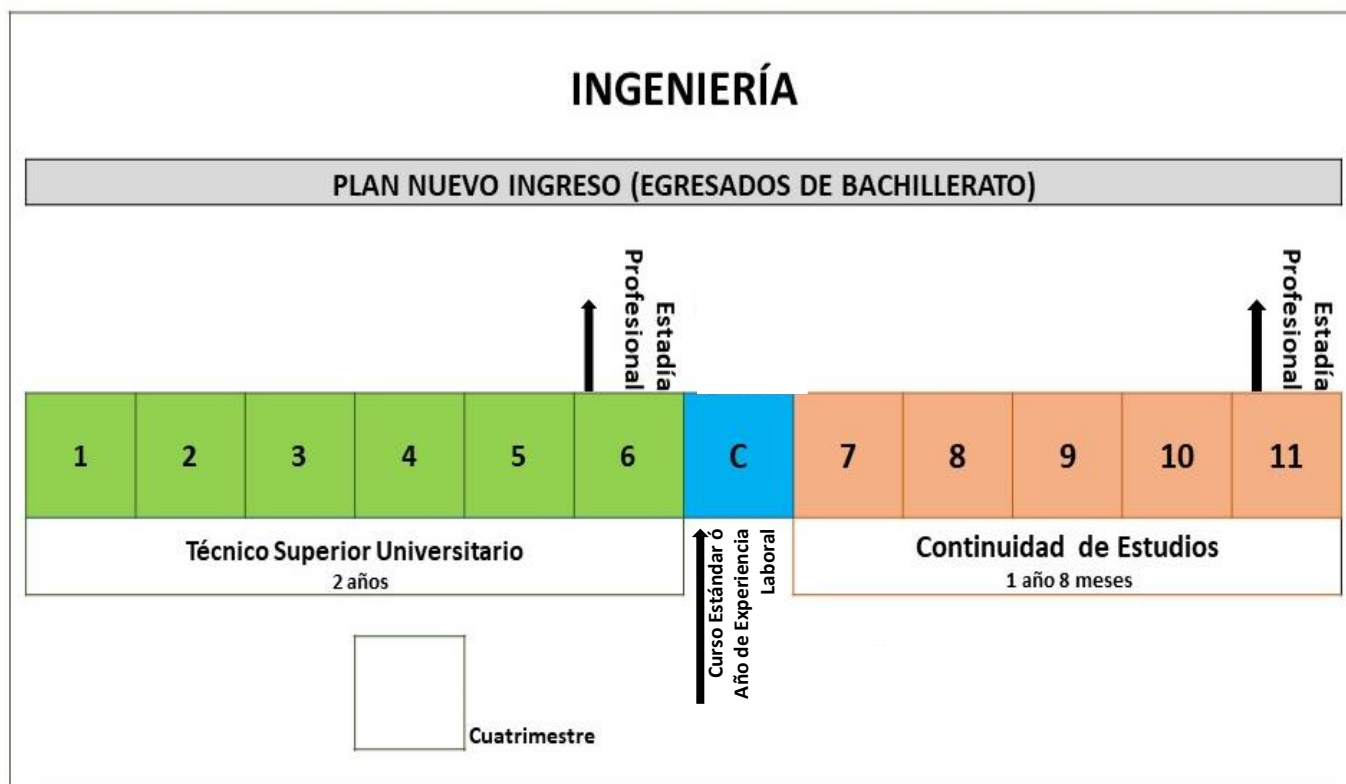 INGENIERÍA
PLAN NUEVO INGRESO (EGRESADOS DE BACHILLERATO)
Estadía
Profesional
Estadía
Profesional
1
2
3
4
5
6
C
7
8
9
10
11
Técnico Superior Universitario
2 años
Curso Estándar ó
Año de Experiencia
Laboral
Continuidad de Estudios
1 año 8 meses
Cuatrimestre